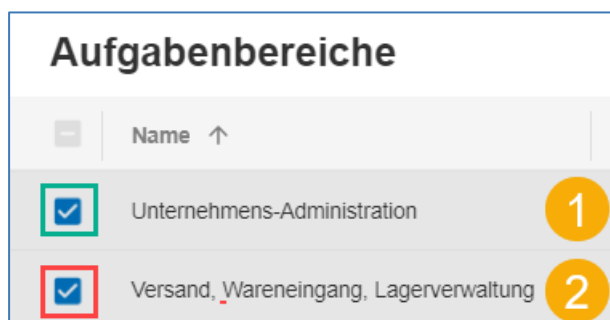 Aufgabenbereiche
Name ↑
Unternehmens-Administration 1
Versand, Wareneingang, Lagerverwaltung 2